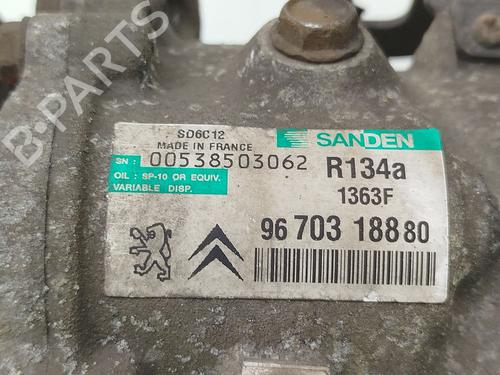 B-PARTS
SD6C12
MADE IN FRANCE
SANDEN
SN : 00538503062
R134a
OIL : SP-10 OR EQUIV.
VARIABLE DISP.
1363F
96 703 188 80